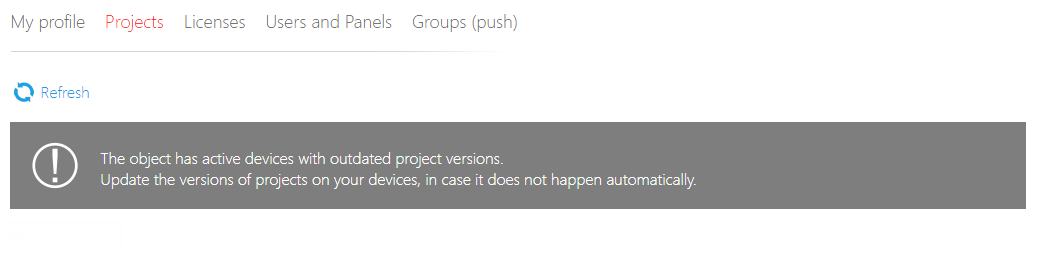 My profile Projects Licenses Users and Panels Groups (push)
Refresh
The object has active devices with outdated project versions.
Update the versions of projects on your devices, in case it does not happen automatically.